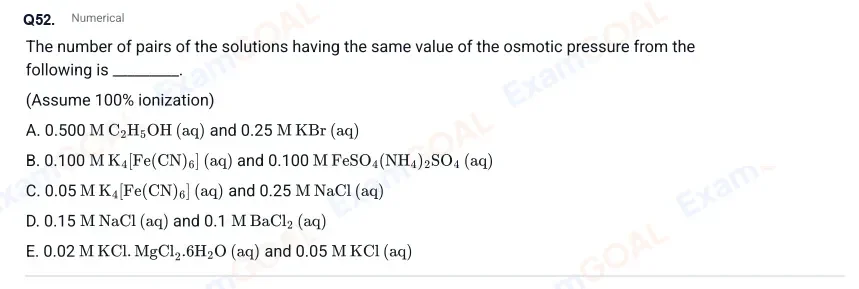 Q52. Numerical
The number of pairs of the solutions having the same value of the osmotic pressure from the
following is ________.
(Assume 100% ionization)
A. 0.500 M C₂H₅OH (aq) and 0.25 M KBr (aq)
B. 0.100 M K₄[Fe(CN)₆] (aq) and 0.100 M FeSO₄(NH₄)₂SO₄ (aq)
C. 0.05 M K₄[Fe(CN)₆] (aq) and 0.25 M NaCl (aq)
D. 0.15 M NaCl (aq) and 0.1 M BaCl₂ (aq)
E. 0.02 M KCl. MgCl₂.6H₂O (aq) and 0.05 M KCl (aq)